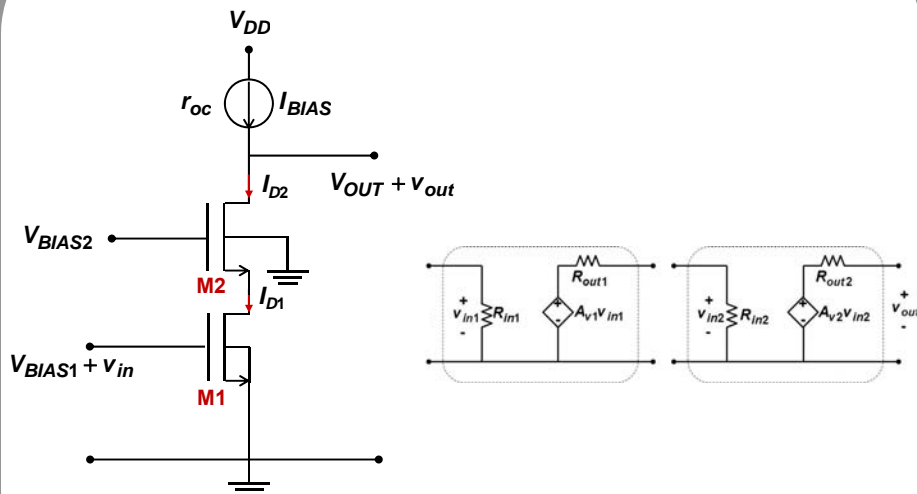 V_DD
r_oc
I_BIAS
I_D2
V_OUT + v_out
V_BIAS2
M2
I_D1
V_BIAS1 + v_in
M1
R_out1
R_out2
+
v_in1
-
R_in1
+
-
A_v1v_in1
+
v_in2
-
R_in2
+
-
A_v2v_in2
+
v_out
-